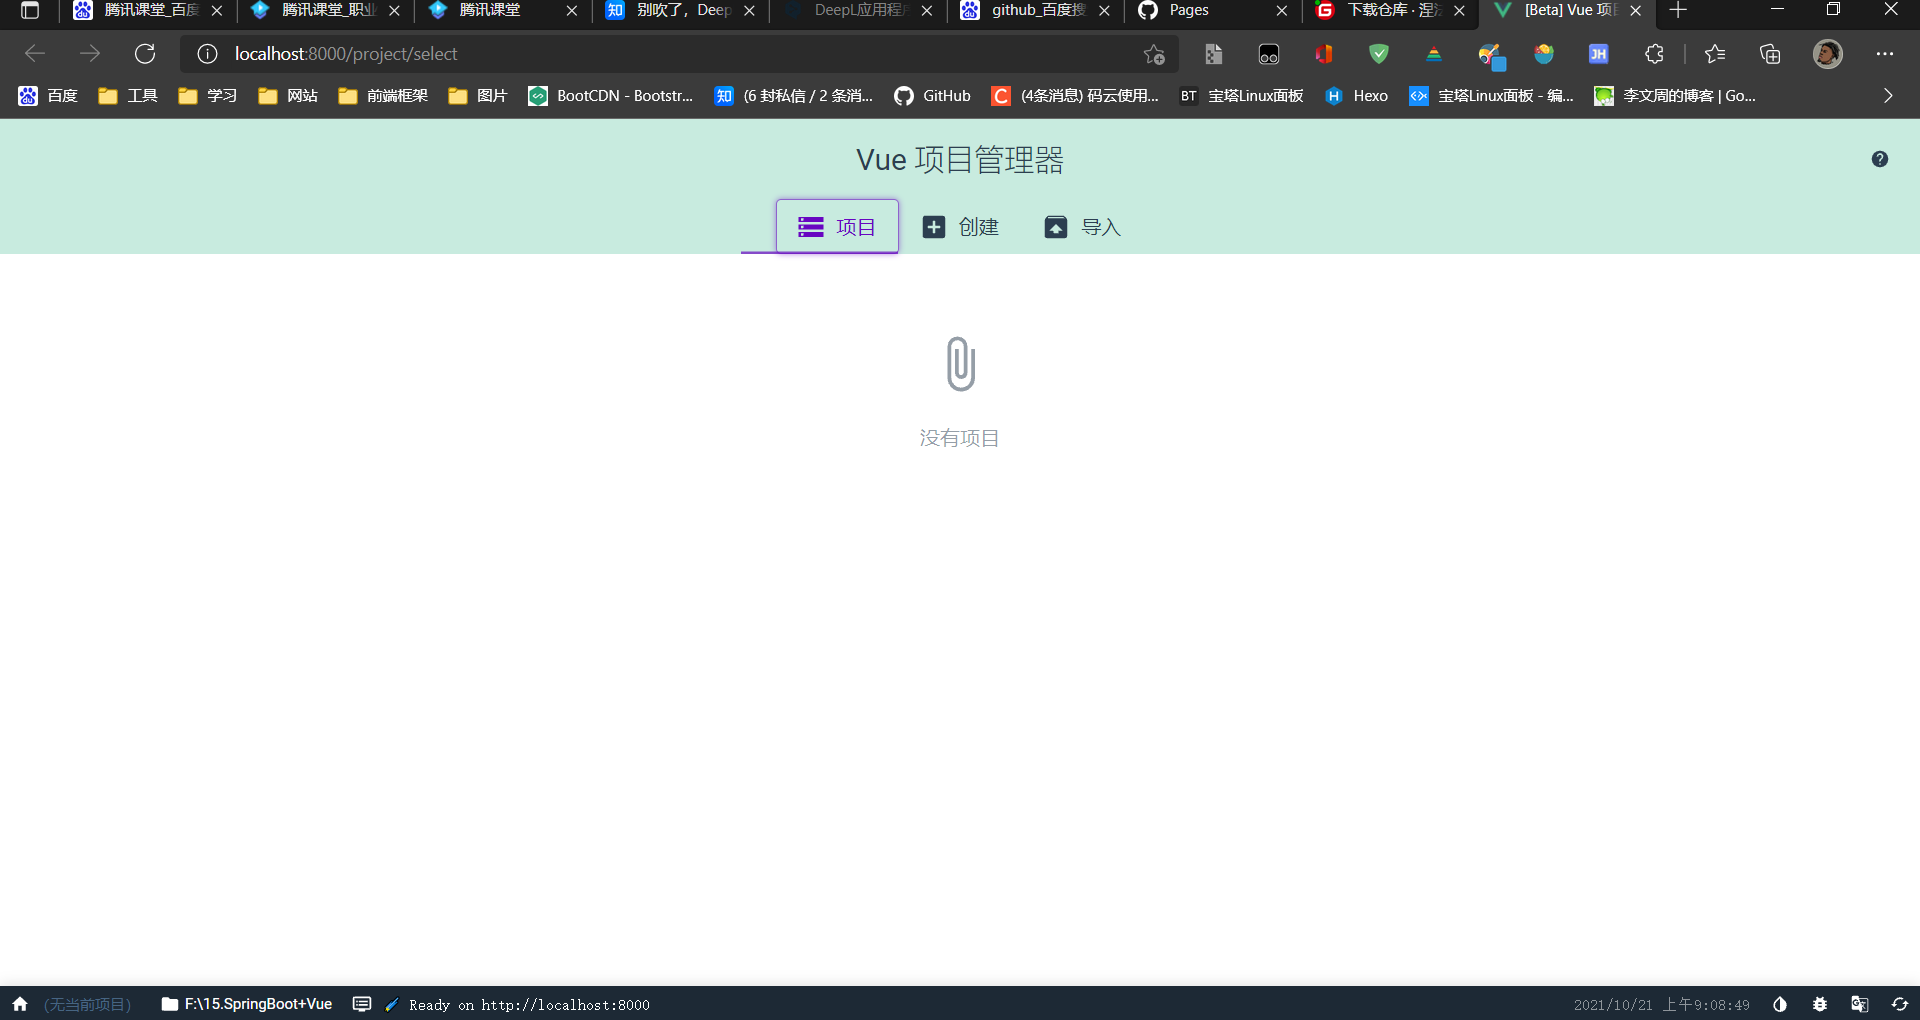 腾讯课堂_百度
腾讯课堂_职业
腾讯课堂
知 别吹了，Deep
DeepL应用程
github_百度搜
Pages
G 下载仓库 ·
[Beta] Vue 项
localhost:8000/project/select
JH
百度
工具
学习
网站
前端框架
图片
BootCDN - Bootstr...
知 (6 封私信 / 2 条消...
GitHub
C (4条消息) 码云使用...
BT 宝塔Linux面板
H Hexo
宝塔Linux面板 - 编...
李文周的博客 | Go...
Vue 项目管理器
项目
创建
导入
没有项目
(无当前项目)
F:\15.SpringBoot+Vue
Ready on http://localhost:8000
2021/10/21 上午9:08:49